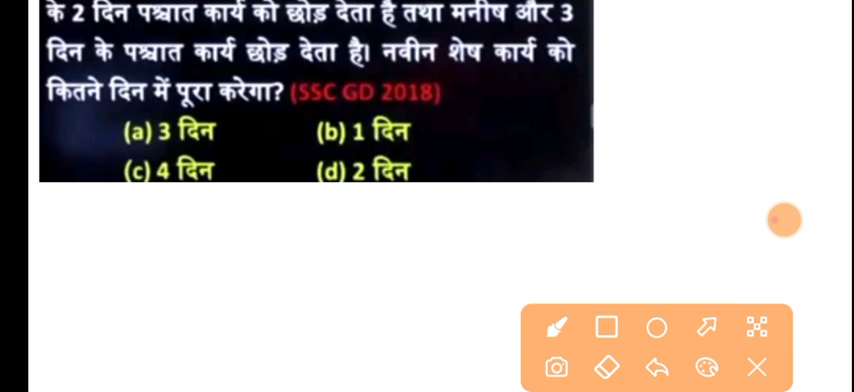 के 2 दिन पश्चात कार्य को छोड़ देता है तथा मनीष और 3
दिन के पश्चात कार्य छोड़ देता है। नवीन शेष कार्य को
कितने दिन में पूरा करेगा? (SSC GD 2018)
(a) 3 दिन (b) 1 दिन
(c) 4 दिन (d) 2 दिन